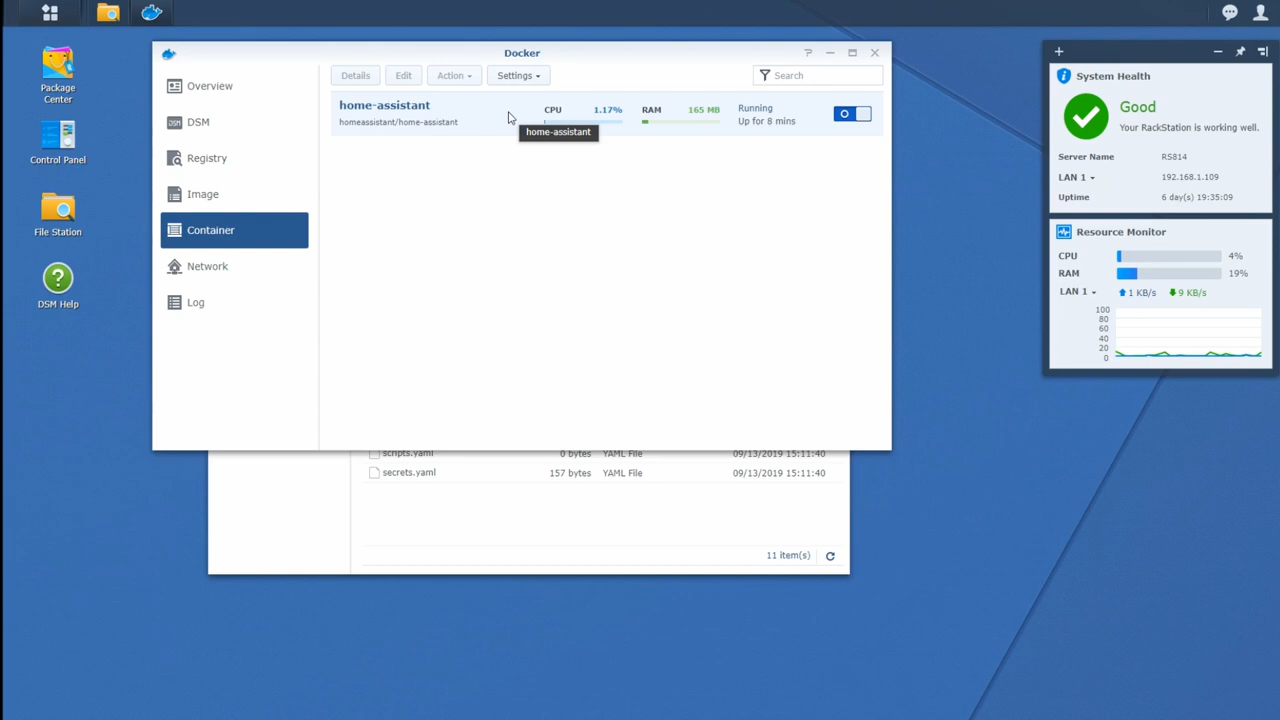 Package
Center
Control Panel
File Station
DSM Help
Docker
Overview
DSM
DSM
Registry
Image
Container
Network
Log
Details
Edit
Action
Settings
Search
home-assistant
homeassistant/home-assistant
CPU 1.17%
RAM 165 MB
Running
Up for 8 mins
home-assistant
scripts.yaml 0 bytes YAML File 09/13/2019 15:11:40
secrets.yaml 157 bytes YAML File 09/13/2019 15:11:40
11 item(s)
System Health
Good
Your RackStation is working well.
Server Name RS814
LAN 1 192.168.1.109
Uptime 6 day(s) 19:35:09
Resource Monitor
CPU 4%
RAM 19%
LAN 1 1 KB/s 9 KB/s
100
80
60
40
20
0